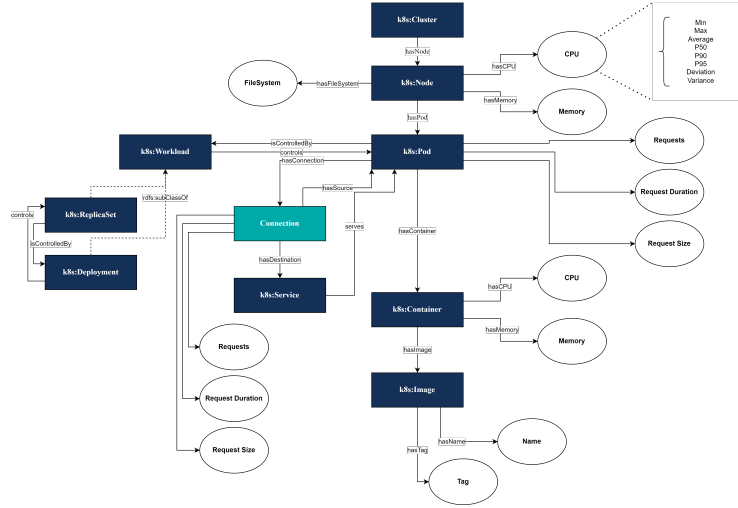 k8s:Cluster
Min
Max
Average
P50
P90
P95
Deviation
Variance
hasNode
CPU
hasCPU
FileSystem
hasFileSystem
k8s:Node
hasMemory
Memory
hasPod
Requests
isControlledBy
k8s:Workload
controls
k8s:Pod
hasConnection
rdfs:subClassOf
hasSource
Request Duration
controls
k8s:ReplicaSet
Connection
serves
hasContainer
isControlledBy
Request Size
hasDestination
k8s:Deployment
CPU
hasCPU
k8s:Service
k8s:Container
hasMemory
Memory
Requests
hasImage
k8s:Image
Request Duration
hasName
Name
hasTag
Request Size
Tag